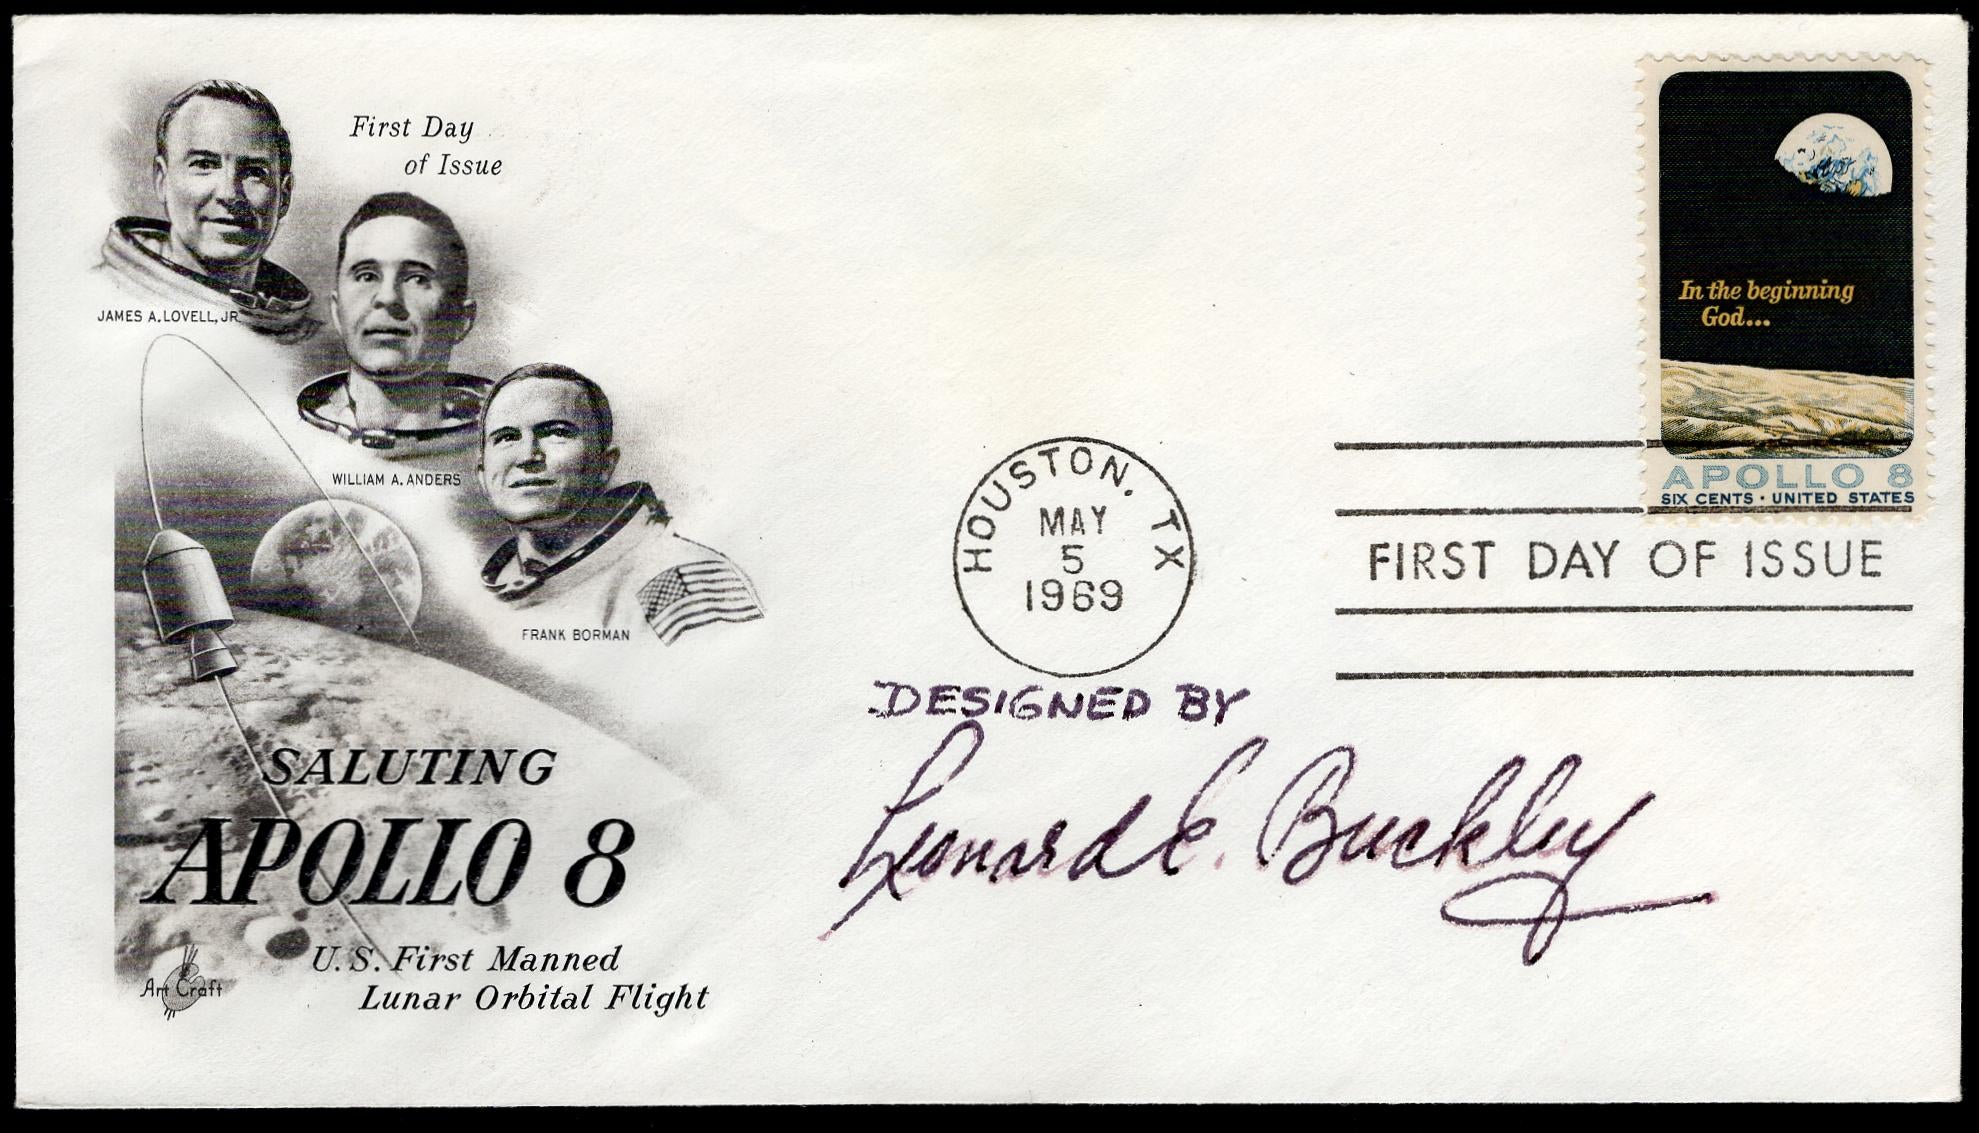 First Day
of Issue
JAMES A. LOVELL, JR.
WILLIAM A. ANDERS
FRANK BORMAN
SALUTING
APOLLO 8
U. S. First Manned
Lunar Orbital Flight
Art Craft
HOUSTON, TX
MAY
5
1969
In the beginning
God...
APOLLO 8
SIX CENTS · UNITED STATES
FIRST DAY OF ISSUE
DESIGNED BY
Leonard E. Buckley